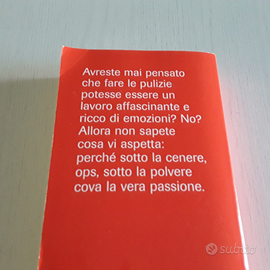 Avreste mai pensato
che fare le pulizie
potesse essere un
lavoro affascinante e
ricco di emozioni? No?
Allora non sapete
cosa vi aspetta:
perché sotto la cenere,
ops, sotto la polvere
cova la vera passione.
subito